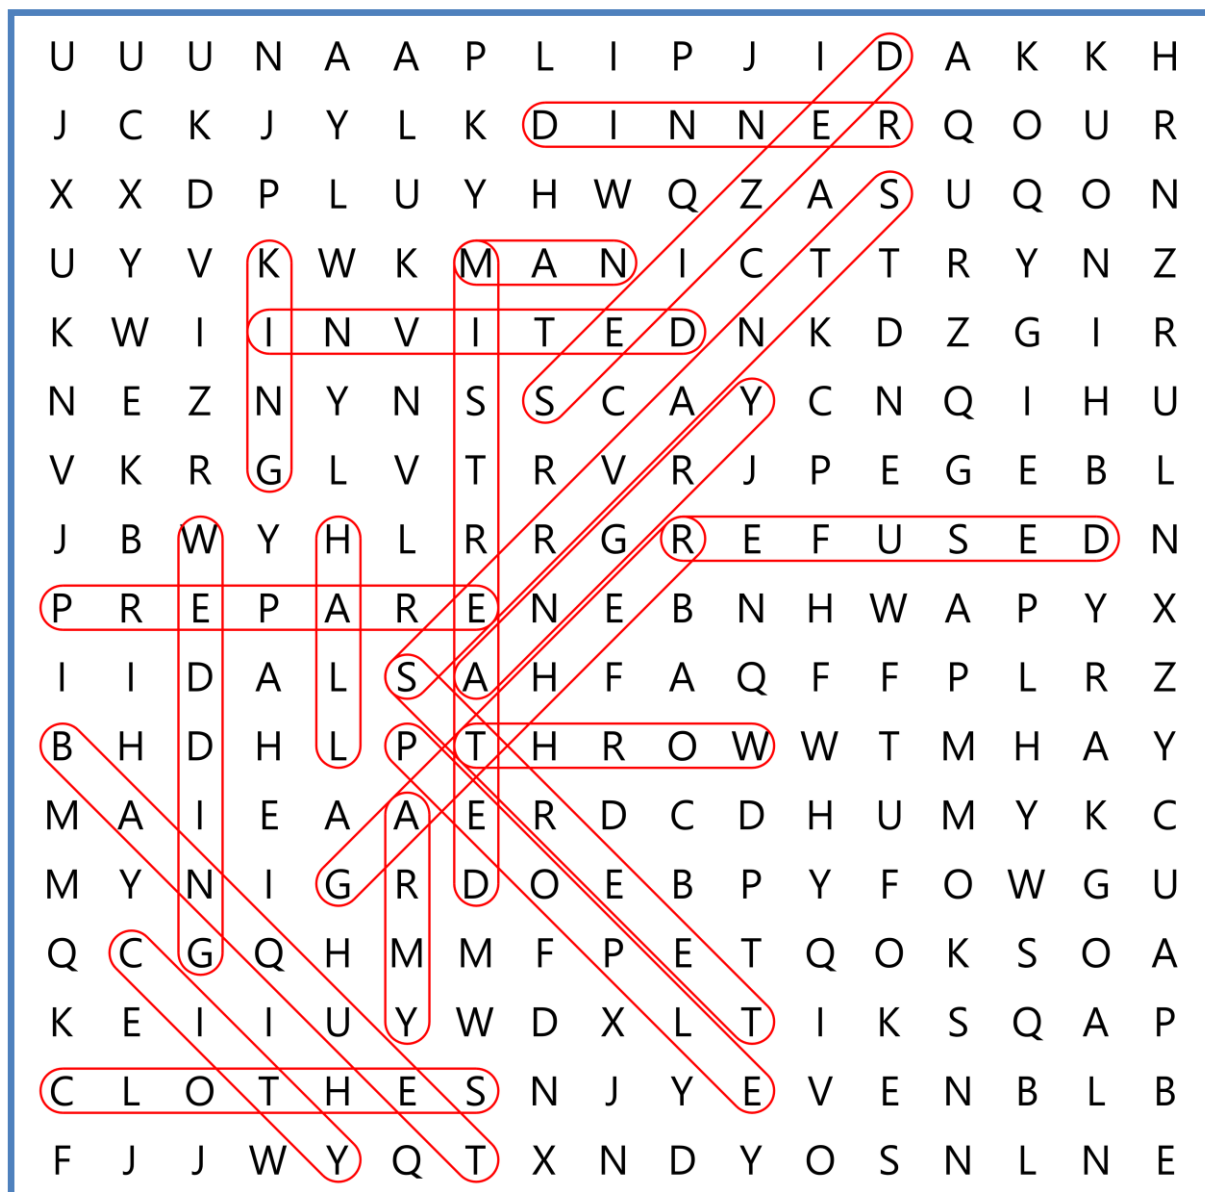 U U U N A A P L I P J I D A K K H
J C K J Y L K D I N N E R Q O U R
X X D P L U Y H W Q Z A S U Q O N
U Y V K W K M A N I C T T R Y N Z
K W I I N V I T E D N K D Z G I R
N E Z N Y N S S C A Y C N Q I H U
V K R G L V T R V R J P E G E B L
J B W Y H L R R G R E F U S E D N
P R E P A R E N E B N H W A P Y X
I I D A L S A H F A Q F F P L R Z
B H D H L P T H R O W W T M H A Y
M A I E A A E R D C D H U M Y K C
M Y N I G R D O E B P Y F O W G U
Q C G Q H M M F P E T Q O K S O A
K E I I U Y W D X L T I K S Q A P
C L O T H E S N J Y E V E N B L B
F J J W Y Q T X N D Y O S N L N E